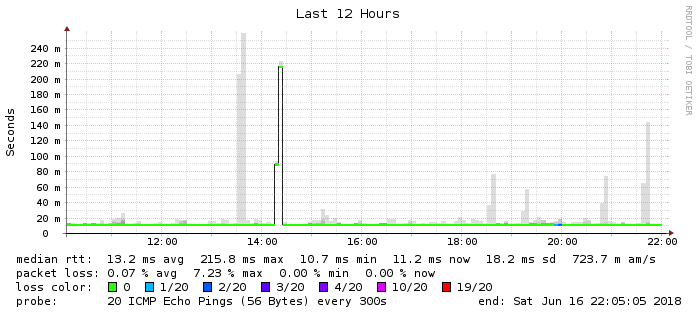 Last 12 Hours
RRDTOOL / TOBI OETIKER
Seconds
240 m
220 m
200 m
180 m
160 m
140 m
120 m
100 m
80 m
60 m
40 m
20 m
0
12:00 14:00 16:00 18:00 20:00 22:00
median rtt: 13.2 ms avg 215.8 ms max 10.7 ms min 11.2 ms now 18.2 ms sd 723.7 m am/s
packet loss: 0.07 % avg 7.23 % max 0.00 % min 0.00 % now
loss color: 0 1/20 2/20 3/20 4/20 10/20 19/20
probe: 20 ICMP Echo Pings (56 Bytes) every 300s end: Sat Jun 16 22:05:05 2018